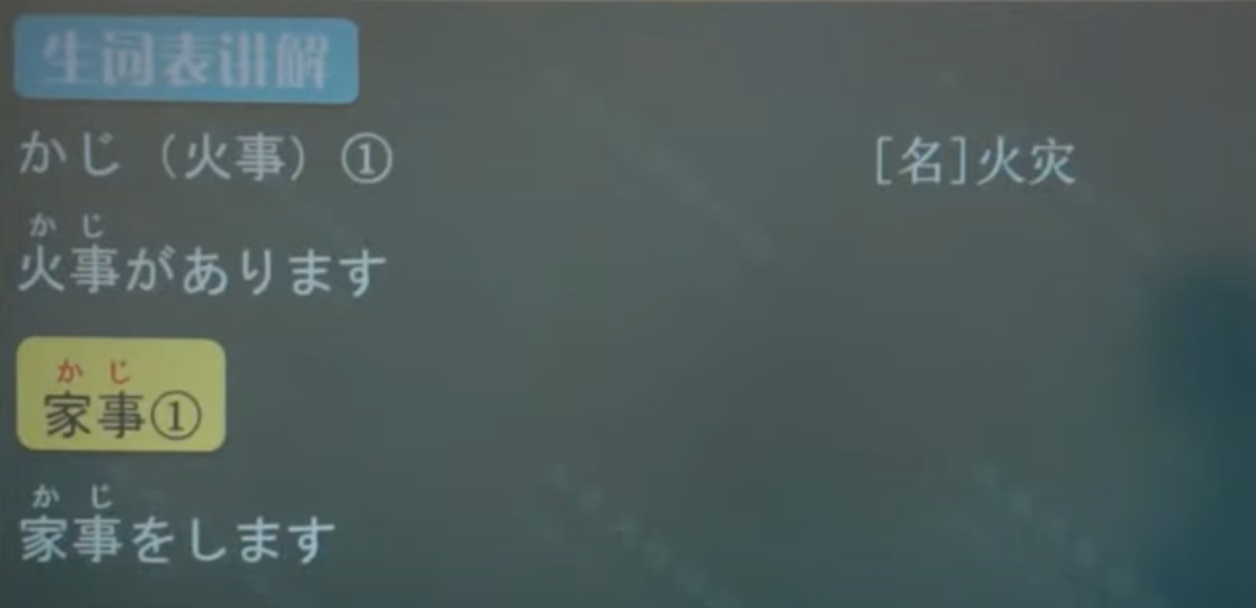 生词表讲解
かじ（火事）① [名]火灾
かじ
火事があります
かじ
家事①
かじ
家事をします